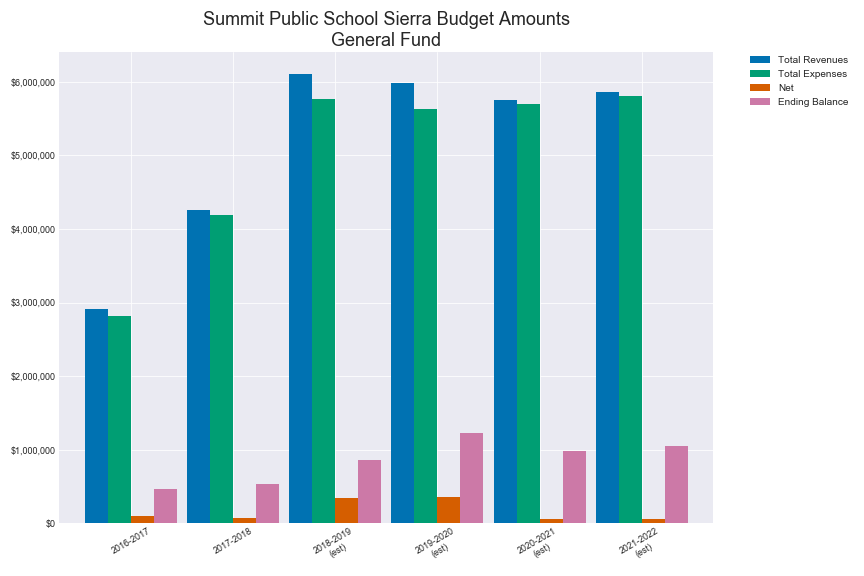 Summit Public School Sierra Budget Amounts
General Fund
Total Revenues
Total Expenses
Net
Ending Balance
$6,000,000
$5,000,000
$4,000,000
$3,000,000
$2,000,000
$1,000,000
$0
2016-2017
2017-2018
2018-2019
(est)
2019-2020
(est)
2020-2021
(est)
2021-2022
(est)